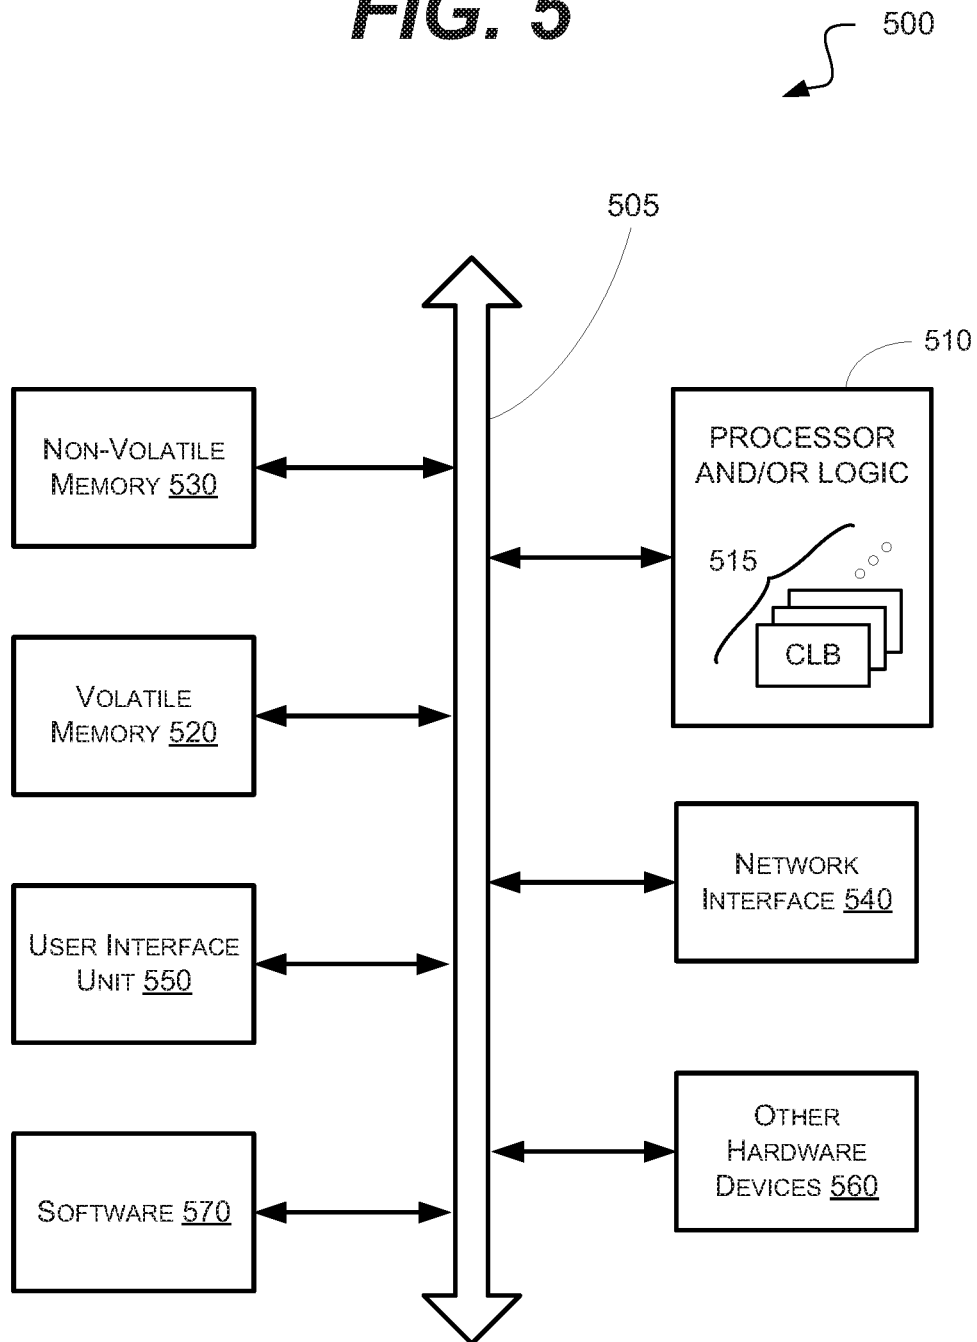 FIG. 5
500
505
510
NON-VOLATILE
MEMORY 530
PROCESSOR
AND/OR LOGIC
515
CLB
VOLATILE
MEMORY 520
NETWORK
INTERFACE 540
USER INTERFACE
UNIT 550
OTHER
HARDWARE
DEVICES 560
SOFTWARE 570